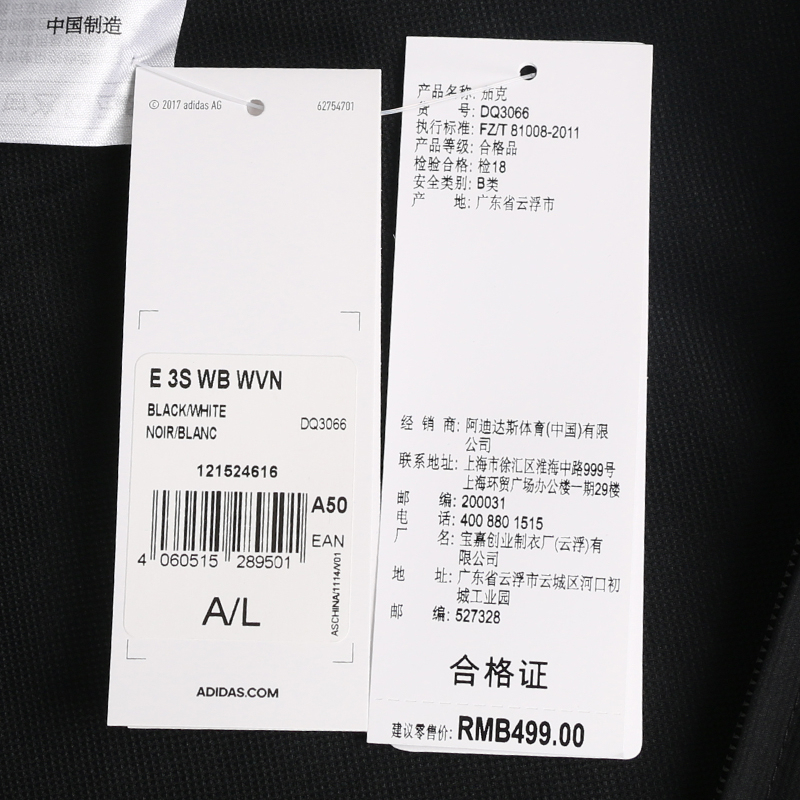 中国制造
© 2017 adidas AG
62754701
E 3S WB WVN
BLACK/WHITE
NOIR/BLANC
DQ3066
121524616
A50
EAN
4 060515 289501
A/L
ASCHINA/1114/V01
ADIDAS.COM
产品名称: 茄克
货 号: DQ3066
执行标准: FZ/T 81008-2011
产品等级: 合格品
检验合格: 检18
安全类别: B类
产 地: 广东省云浮市
经 销 商: 阿迪达斯体育(中国)有限
公司
联系地址: 上海市徐汇区淮海中路999号
上海环贸广场办公楼一期29楼
邮 编: 200031
电 话: 400 880 1515
厂 名: 宝嘉创业制衣厂(云浮)有
限公司
地 址: 广东省云浮市云城区河口初
城工业园
邮 编: 527328
合格证
建议零售价: RMB499.00